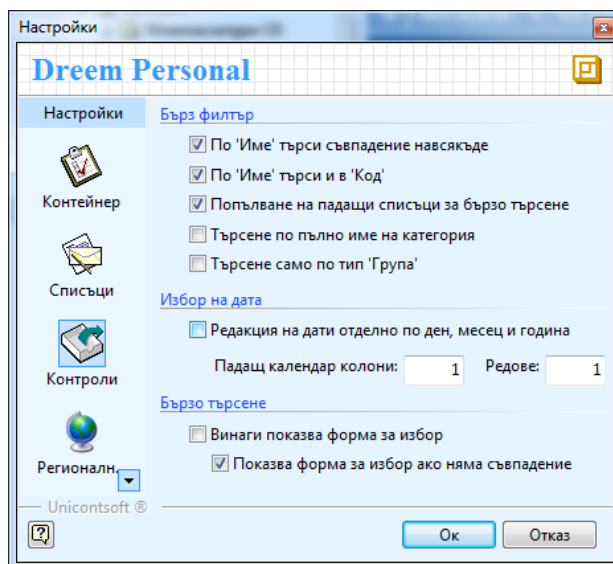 Настройки
Dreem Personal
Настройки
Контейнер
Списъци
Контроли
Регионалн.
Бърз филтър
По 'Име' търси съвпадение навсякъде
По 'Име' търси и в 'Код'
Попълване на падащи списъци за бързо търсене
Търсене по пълно име на категория
Търсене само по тип 'Група'
Избор на дата
Редакция на дати отделно по ден, месец и година
Падащ календар колони: 1 Редове: 1
Бързо търсене
Винаги показва форма за избор
Показва форма за избор ако няма съвпадение
Unicontsoft ®
Ок Отказ